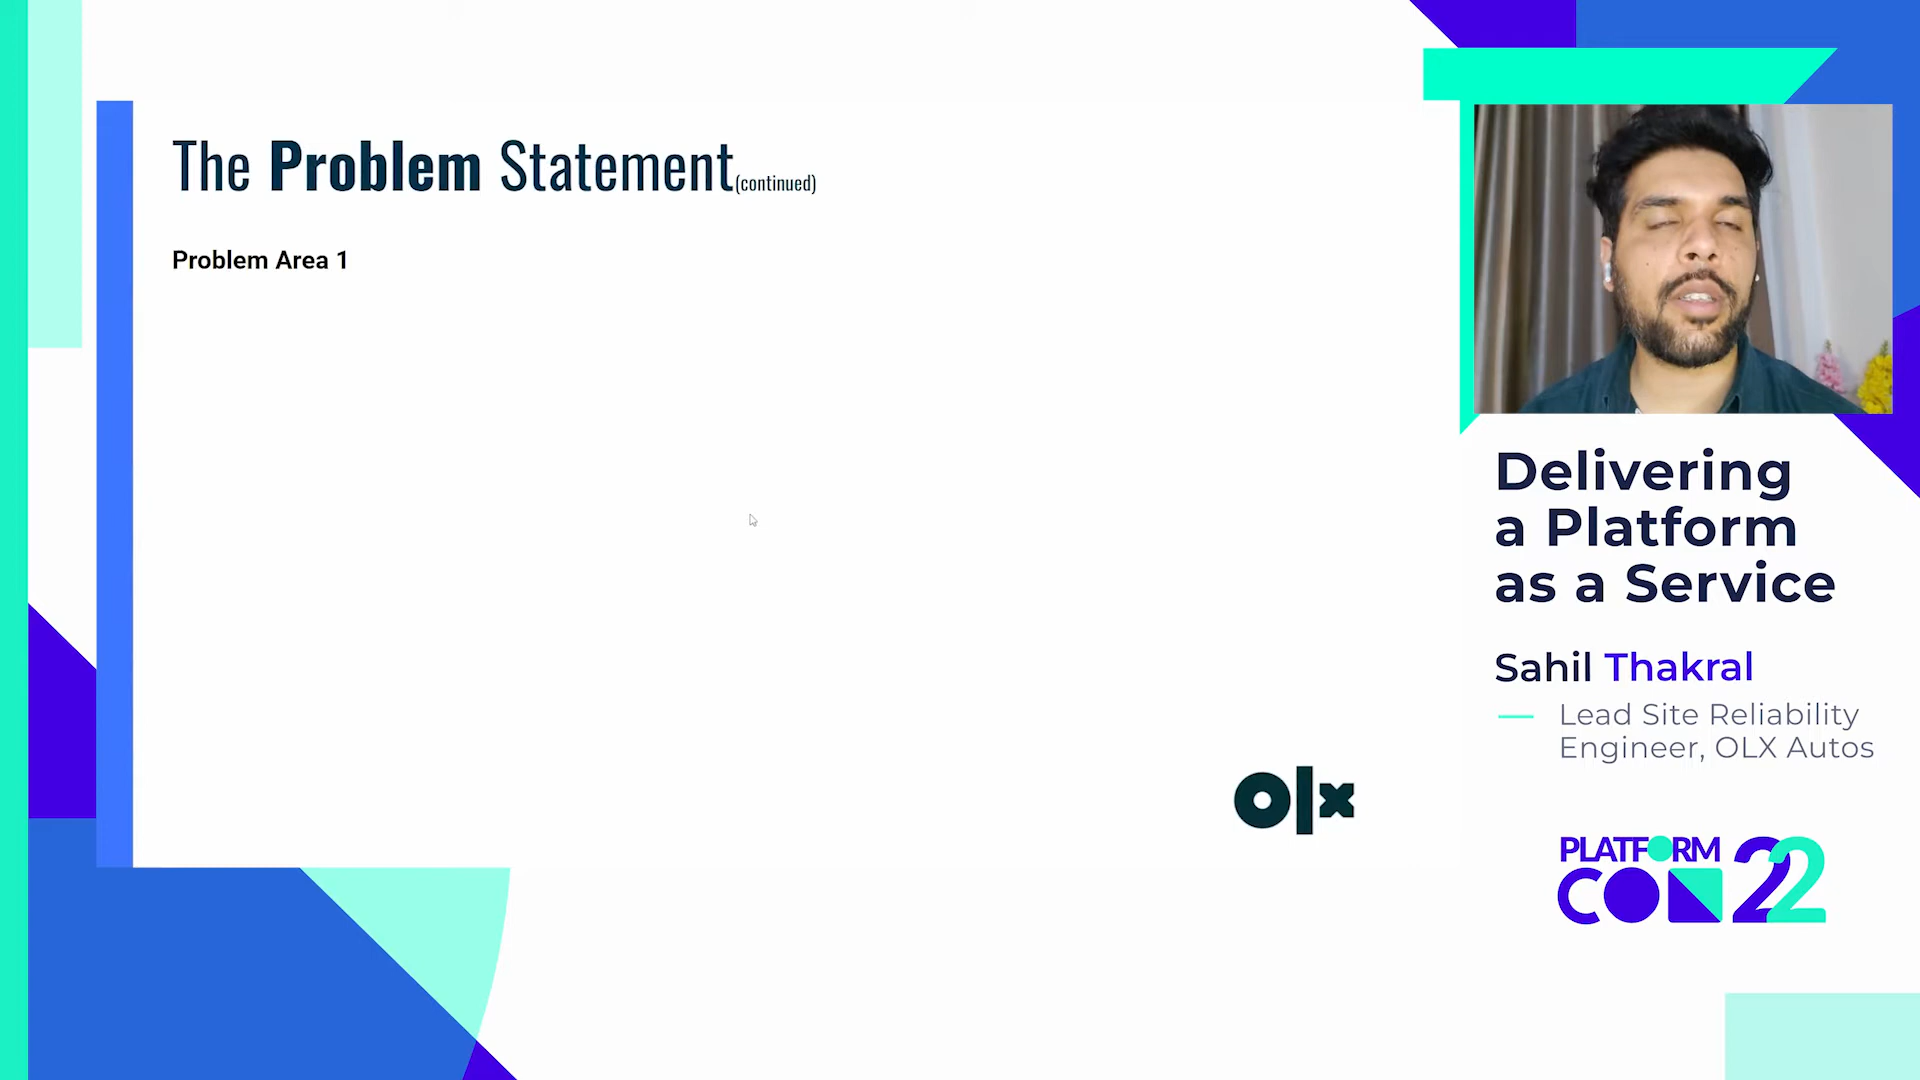 The Problem Statement(continued)
Problem Area 1
olx
Delivering
a Platform
as a Service
Sahil Thakral
Lead Site Reliability
Engineer, OLX Autos
PLATFORM
CON 22